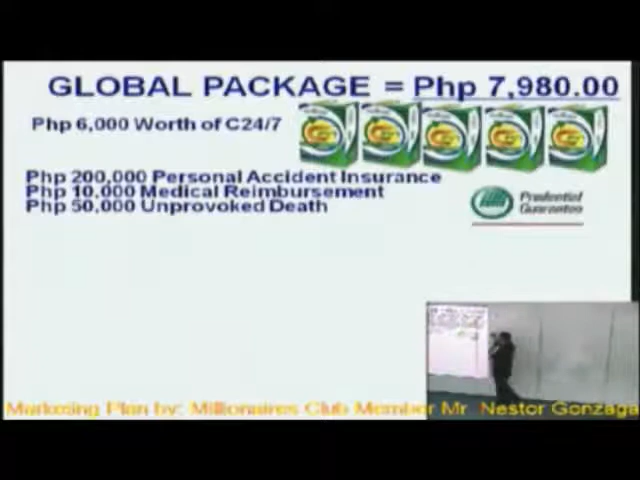 GLOBAL PACKAGE = Php 7,980.00
Php 6,000 Worth of C24/7
Php 200,000 Personal Accident Insurance
Php 10,000 Medical Reimbursement
Php 50,000 Unprovoked Death
Prudential
Guarantee
Marketing Plan by: Millionaires Club Member Mr. Nestor Gonzaga